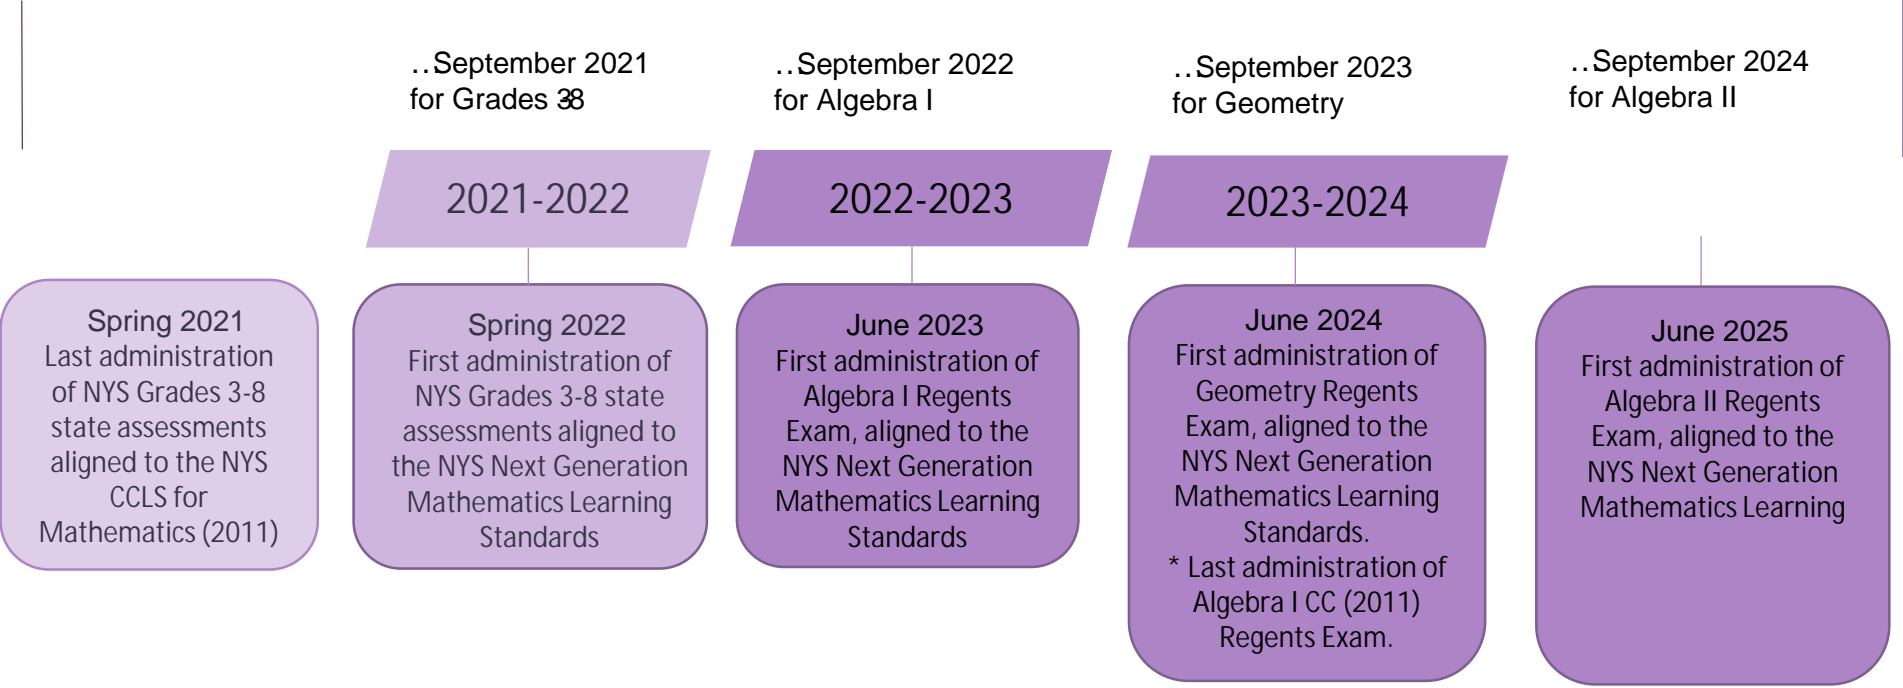 …September 2021
for Grades 3-8
…September 2022
for Algebra I
…September 2023
for Geometry
…September 2024
for Algebra II
2021-2022
2022-2023
2023-2024
Spring 2021
Last administration
of NYS Grades 3-8
state assessments
aligned to the NYS
CCLS for
Mathematics (2011)
Spring 2022
First administration of
NYS Grades 3-8 state
assessments aligned to
the NYS Next Generation
Mathematics Learning
Standards
June 2023
First administration of
Algebra I Regents
Exam, aligned to the
NYS Next Generation
Mathematics Learning
Standards
June 2024
First administration of
Geometry Regents
Exam, aligned to the
NYS Next Generation
Mathematics Learning
Standards.
* Last administration of
Algebra I CC (2011)
Regents Exam.
June 2025
First administration of
Algebra II Regents
Exam, aligned to the
NYS Next Generation
Mathematics Learning